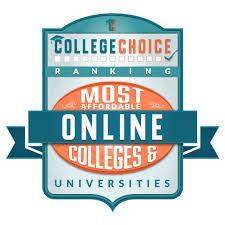 COLLEGE CHOICE
RANKING
MOST
AFFORDABLE
ONLINE
COLLEGES &
UNIVERSITIES